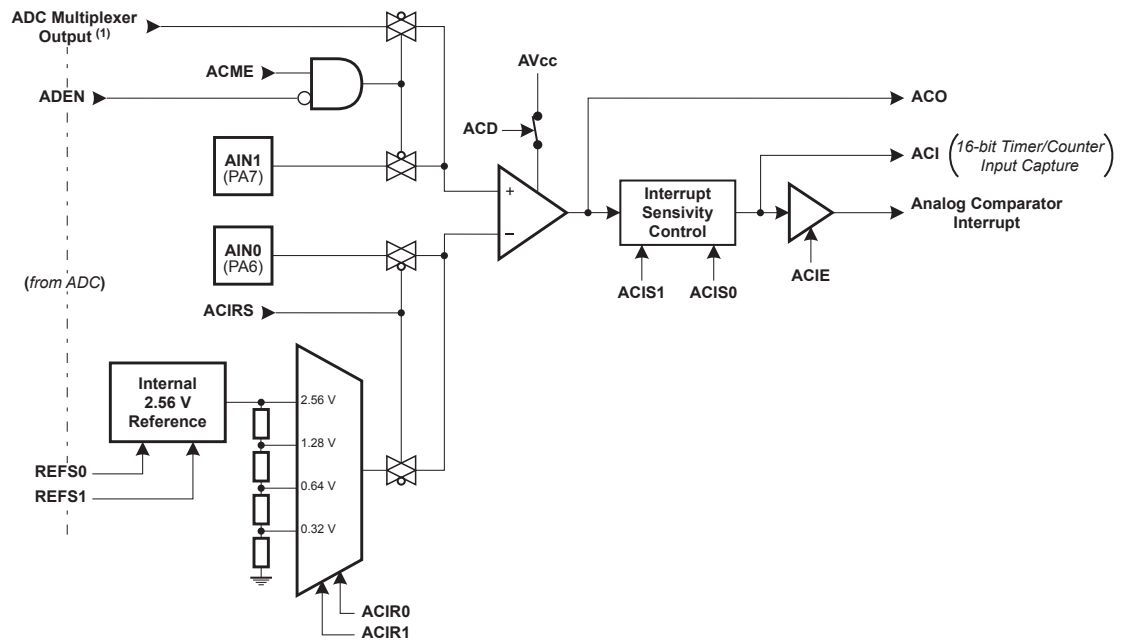 ADC Multiplexer
Output (1)
ACME
ADEN
AIN1
(PA7)
AVcc
ACD
+
−
ACO
ACI (16-bit Timer/Counter
Input Capture)
Interrupt
Sensivity
Control
Analog Comparator
Interrupt
ACIS1
ACIS0
ACIE
AIN0
(PA6)
(from ADC)
ACIRS
Internal
2.56 V
Reference
2.56 V
1.28 V
0.64 V
0.32 V
REFS0
REFS1
ACIR0
ACIR1